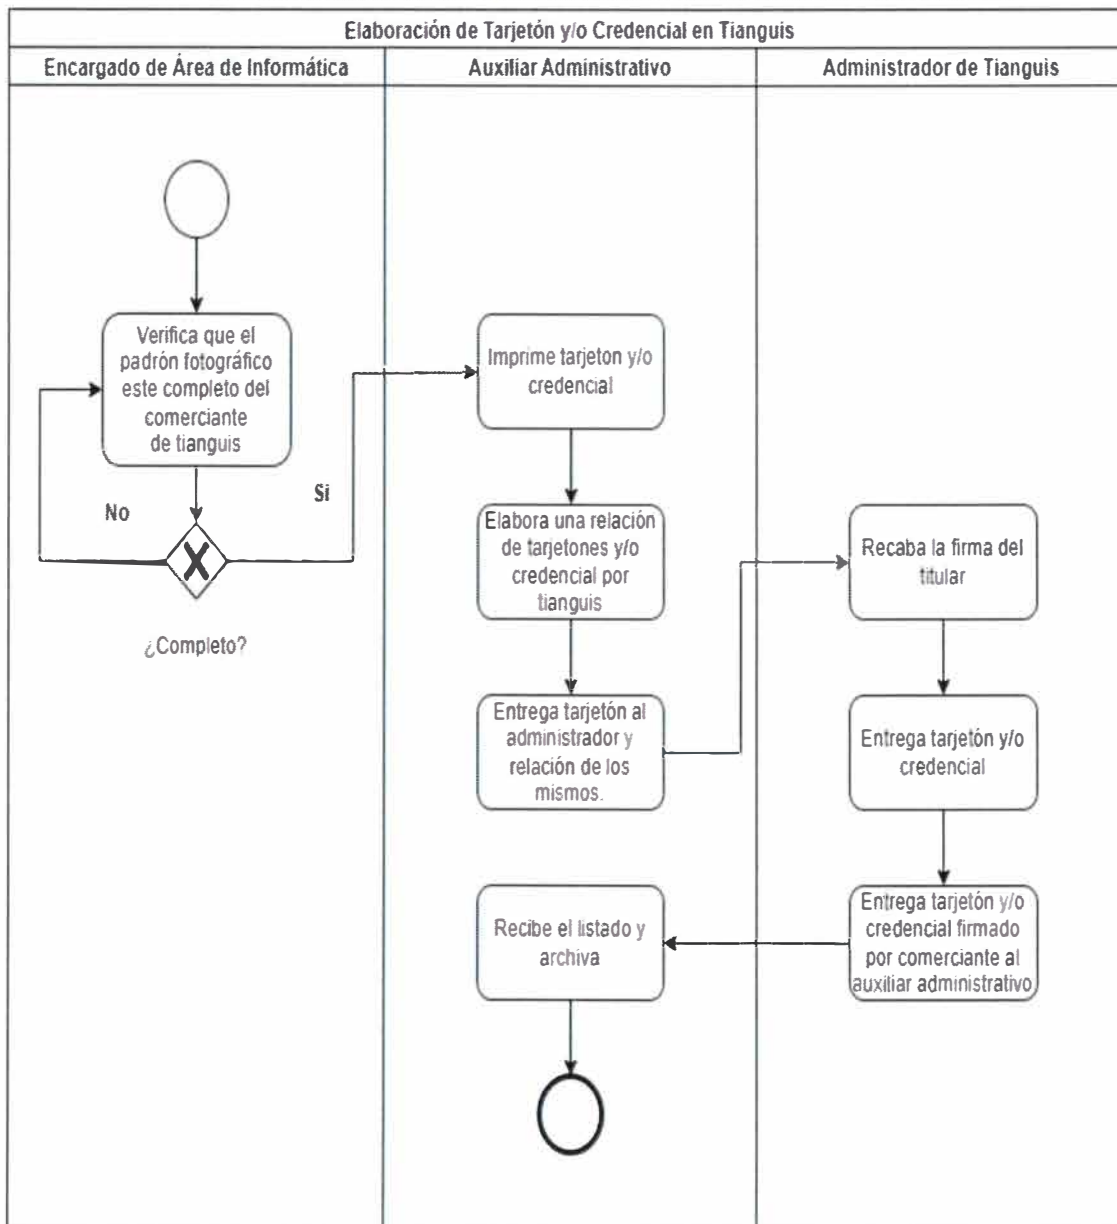 Elaboración de Tarjetón y/o Credencial en Tianguis
Encargado de Área de Informática
Auxiliar Administrativo
Administrador de Tianguis
Verifica que el
padrón fotográfico
este completo del
comerciante
de tianguis
No
Si
¿Completo?
Imprime tarjeton y/o
credencial
Elabora una relación
de tarjetones y/o
credencial por
tianguis
Entrega tarjetón al
administrador y
relación de los
mismos.
Recaba la firma del
titular
Entrega tarjetón y/o
credencial
Entrega tarjetón y/o
credencial firmado
por comerciante al
auxiliar administrativo
Recibe el listado y
archiva